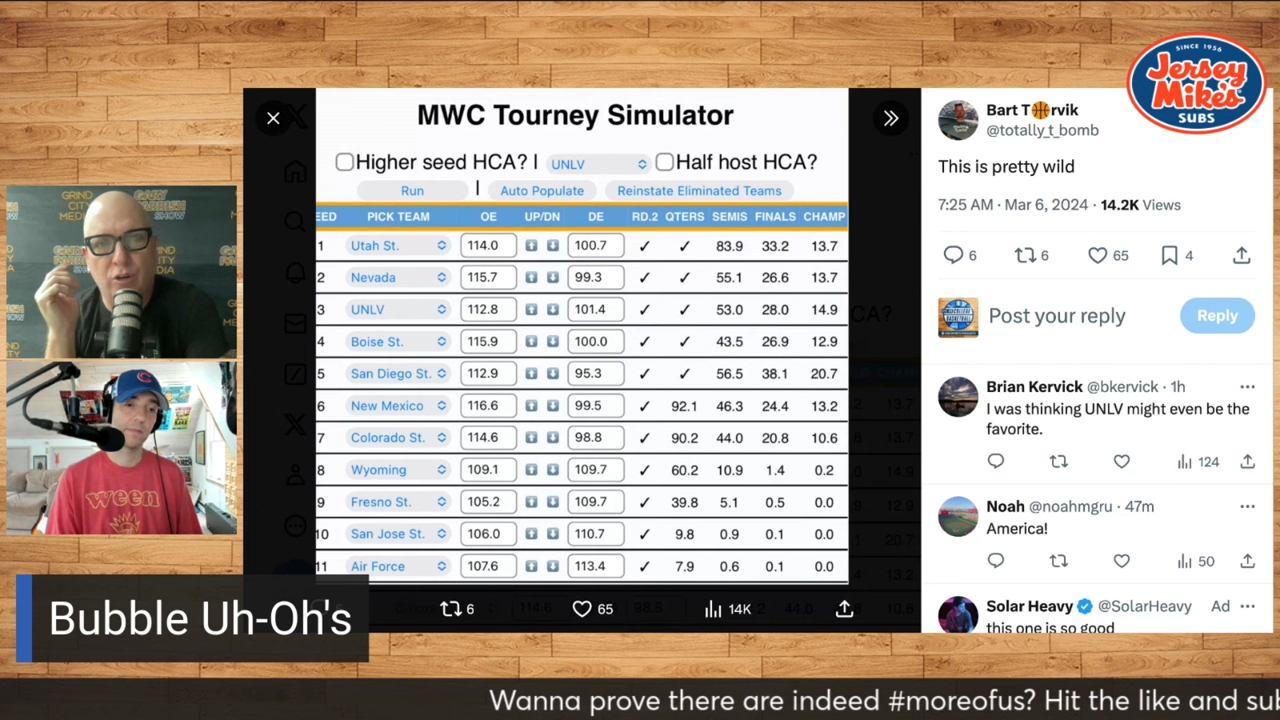 SINCE 1956
Jersey
Mike's
SUBS
GRIND
CITY
MEDIA
GARY
PARRISH
SHOW
MWC Tourney Simulator
Higher seed HCA? | UNLV Half host HCA?
Run | Auto Populate Reinstate Eliminated Teams
EED PICK TEAM OE UP/DN DE RD.2 QTERS SEMIS FINALS CHAMP
1 Utah St. 114.0 100.7 ✓ ✓ 83.9 33.2 13.7
2 Nevada 115.7 99.3 ✓ ✓ 55.1 26.6 13.7
3 UNLV 112.8 101.4 ✓ ✓ 53.0 28.0 14.9
4 Boise St. 115.9 100.0 ✓ ✓ 43.5 26.9 12.9
5 San Diego St. 112.9 95.3 ✓ ✓ 56.5 38.1 20.7
6 New Mexico 116.6 99.5 ✓ 92.1 46.3 24.4 13.2
7 Colorado St. 114.6 98.8 ✓ 90.2 44.0 20.8 10.6
8 Wyoming 109.1 109.7 ✓ 60.2 10.9 1.4 0.2
9 Fresno St. 105.2 109.7 ✓ 39.8 5.1 0.5 0.0
10 San Jose St. 106.0 110.7 ✓ 9.8 0.9 0.1 0.0
11 Air Force 107.6 113.4 ✓ 7.9 0.6 0.1 0.0
6 65 14K
Bart T🏀rvik
@totally_t_bomb
This is pretty wild
7:25 AM · Mar 6, 2024 · 14.2K Views
6 6 65 4
Post your reply Reply
Brian Kervick @bkervick · 1h
I was thinking UNLV might even be the
favorite.
124
Noah @noahmgru · 47m
America!
50
Solar Heavy @SolarHeavy Ad
this one is so good
ween
Bubble Uh-Oh's
Wanna prove there are indeed #moreofus? Hit the like and sub